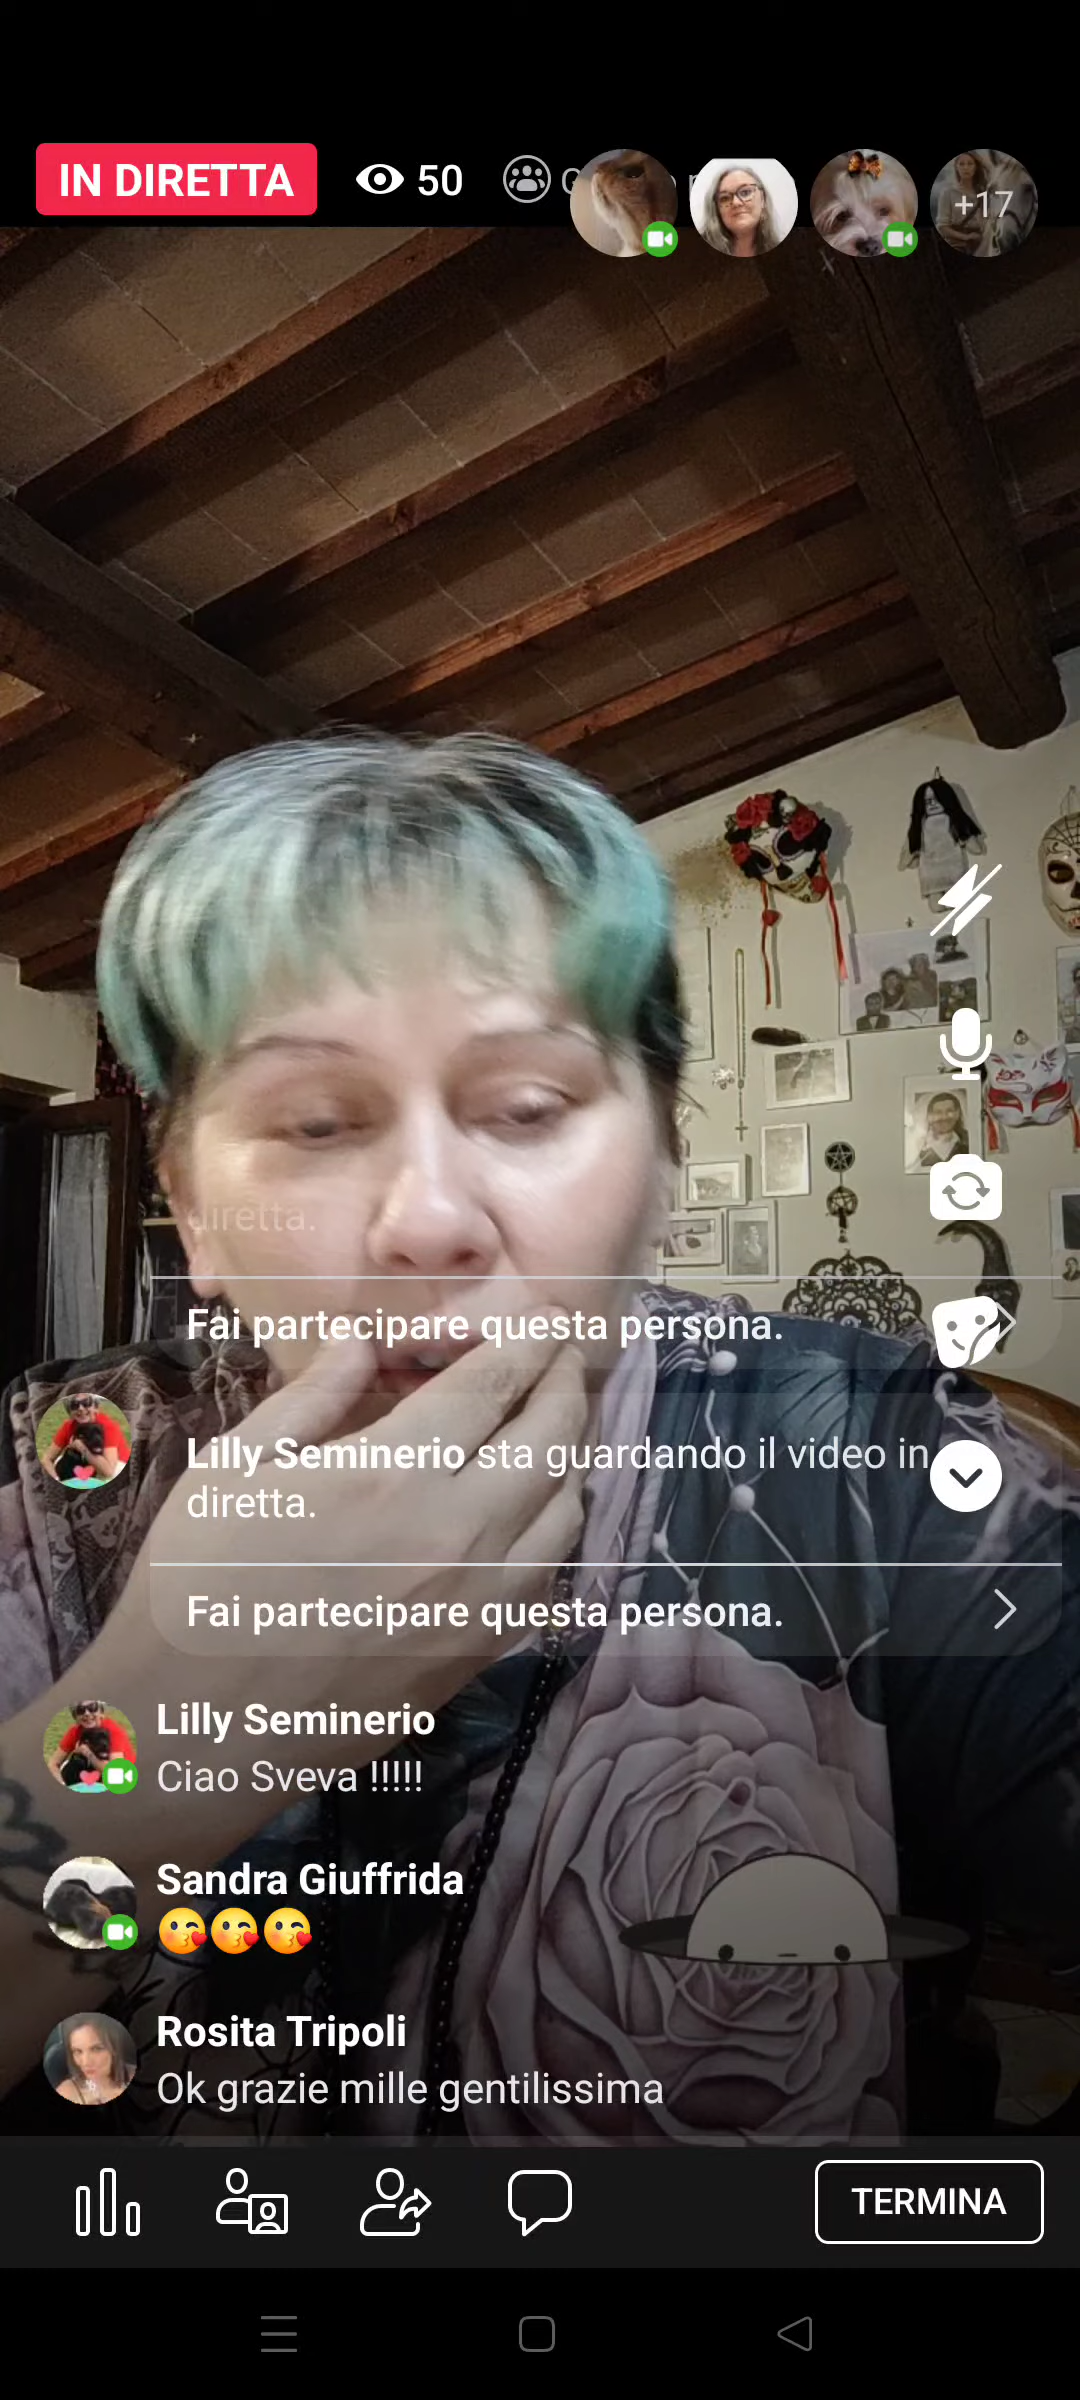 IN DIRETTA
50
+17
diretta.
Fai partecipare questa persona.
Lilly Seminerio sta guardando il video in
diretta.
Fai partecipare questa persona.
Lilly Seminerio
Ciao Sveva !!!!!
Sandra Giuffrida
😘😘😘
Rosita Tripoli
Ok grazie mille gentilissima
TERMINA